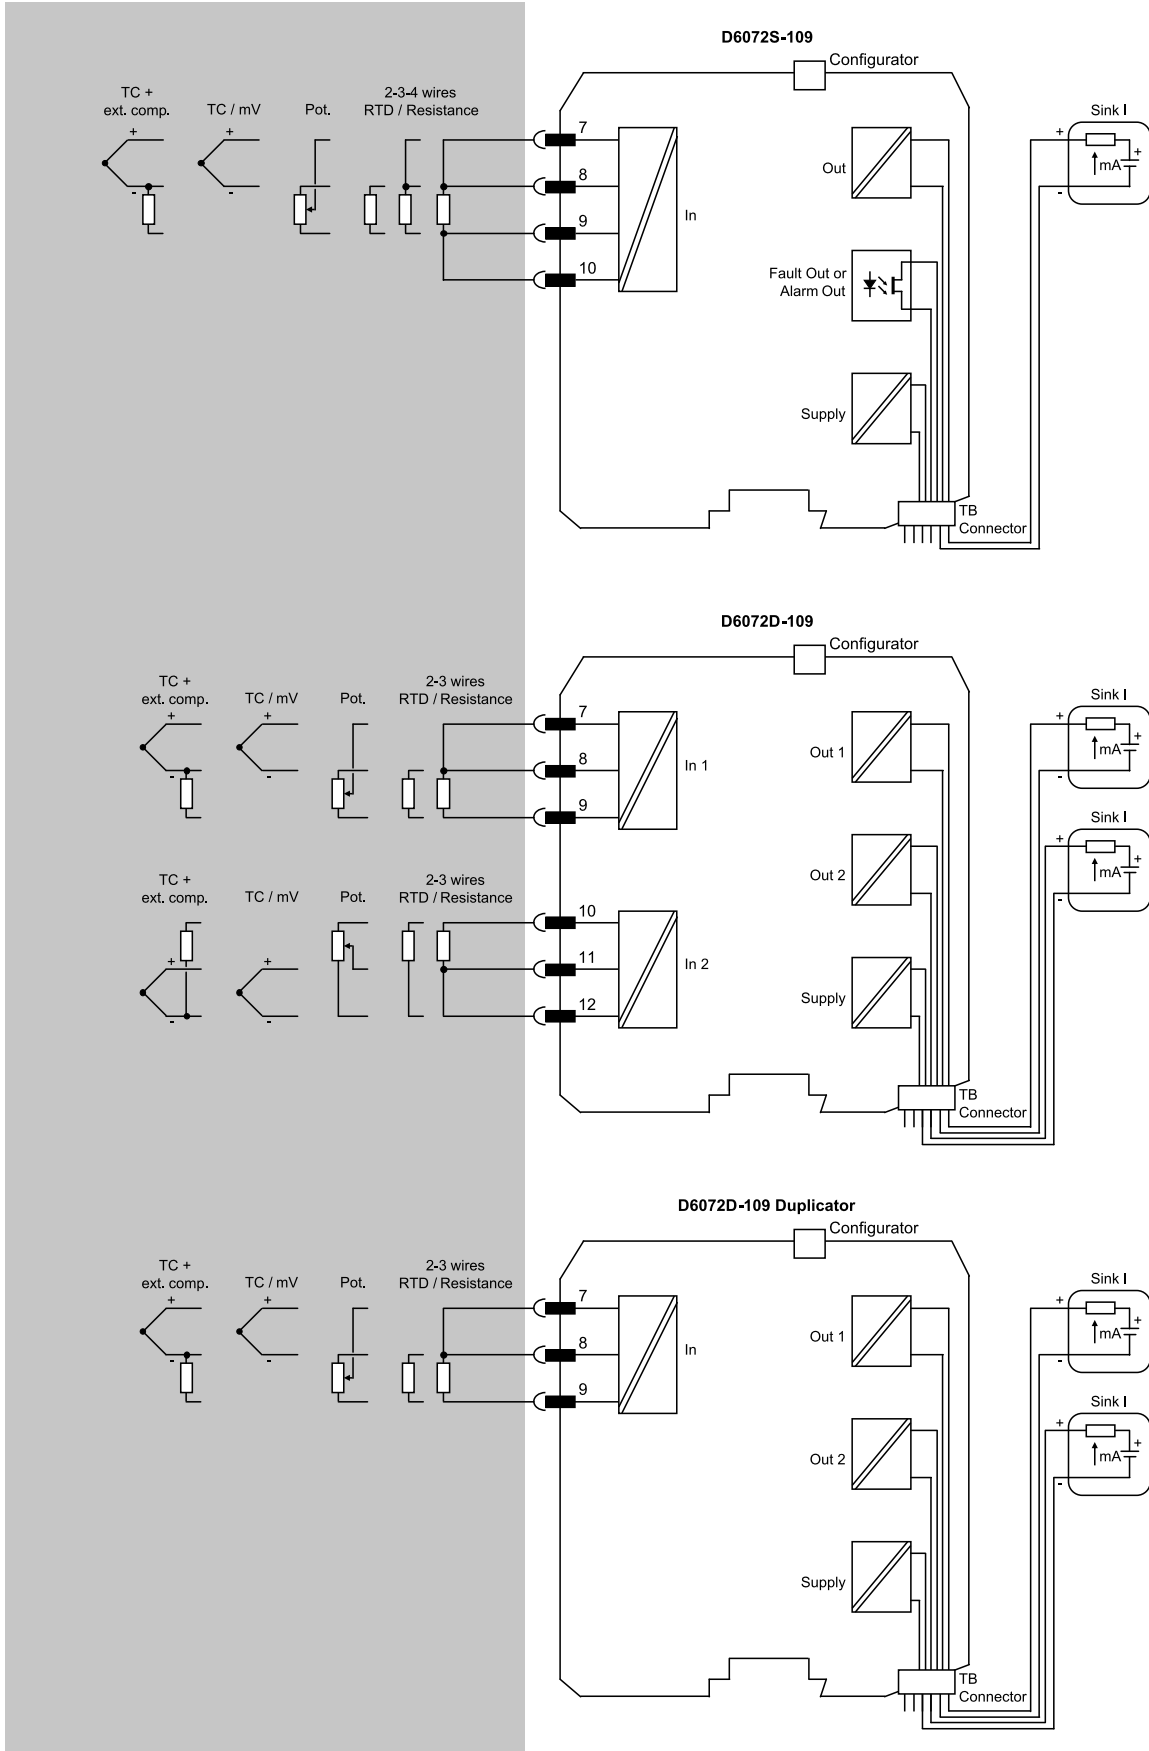 D6072S-109
Configurator
TC +
ext. comp.
TC / mV
Pot.
2-3-4 wires
RTD / Resistance
+
-
+
-
7
8
9
10
In
Out
Fault Out or
Alarm Out
Supply
TB
Connector
Sink I
+
-
mA
+
D6072D-109
Configurator
TC +
ext. comp.
TC / mV
Pot.
2-3 wires
RTD / Resistance
+
-
+
-
7
8
9
In 1
TC +
ext. comp.
TC / mV
Pot.
2-3 wires
RTD / Resistance
+
-
+
-
10
11
12
In 2
Out 1
Out 2
Supply
TB
Connector
Sink I
+
-
mA
+
Sink I
+
-
mA
+
D6072D-109 Duplicator
Configurator
TC +
ext. comp.
TC / mV
Pot.
2-3 wires
RTD / Resistance
+
-
+
-
7
8
9
In
Out 1
Out 2
Supply
TB
Connector
Sink I
+
-
mA
+
Sink I
+
-
mA
+